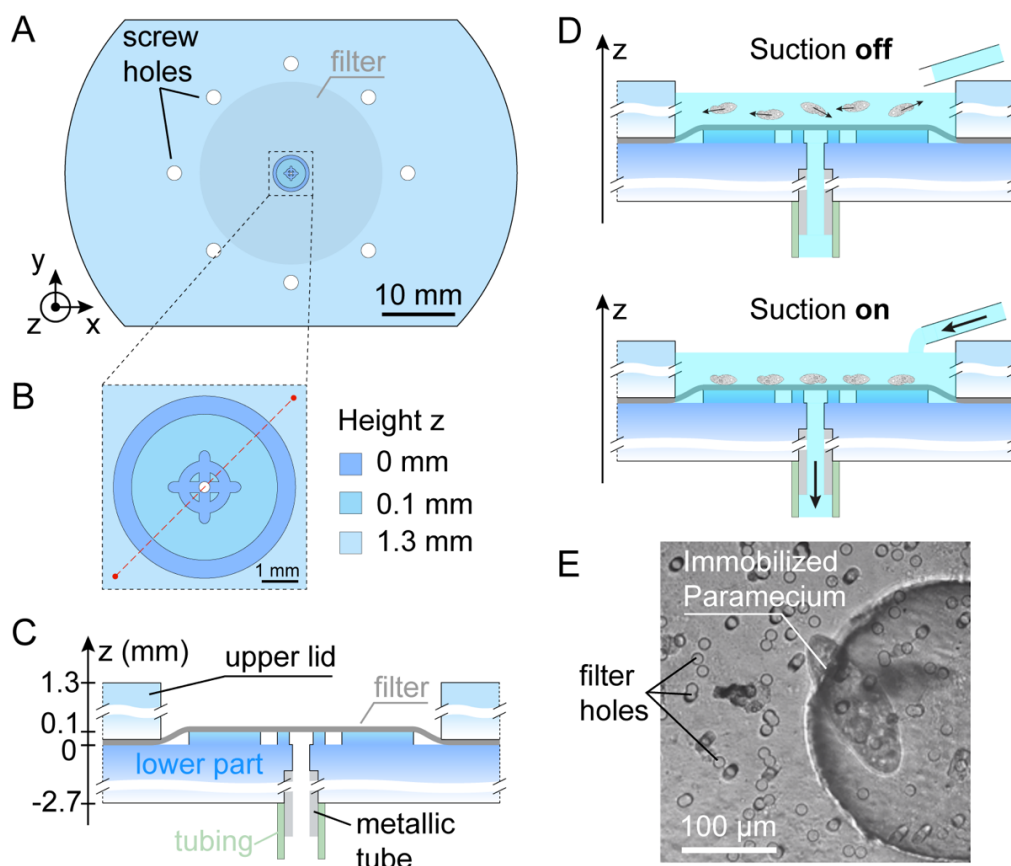 A
screw
holes
filter
y
z
x
10 mm
B
1 mm
Height z
0 mm
0.1 mm
1.3 mm
C
z (mm)
1.3
0.1
0
-2.7
upper lid
filter
lower part
tubing
metallic
tube
D
z
Suction off
z
Suction on
E
Immobilized
Paramecium
filter
holes
100 µm